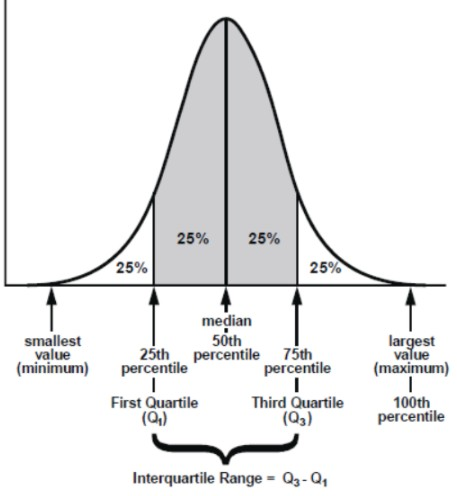 25%
25%
25%
25%
smallest
value
(minimum)
25th
percentile
First Quartile
(Q1)
median
50th
percentile
75th
percentile
Third Quartile
(Q3)
largest
value
(maximum)
100th
percentile
Interquartile Range = Q3 - Q1